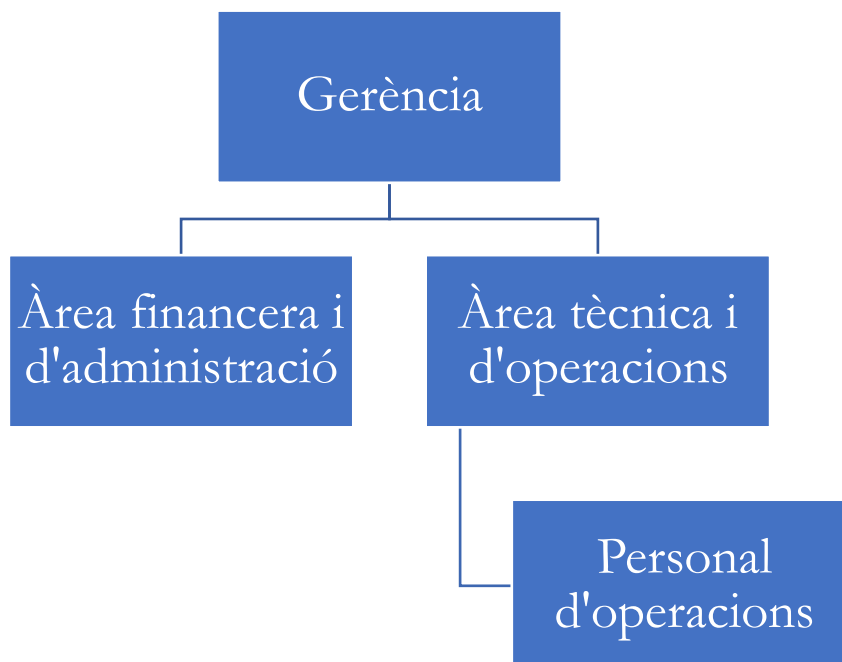 Gerència
Àrea financera i
d'administració
Àrea tècnica i
d'operacions
Personal
d'operacions